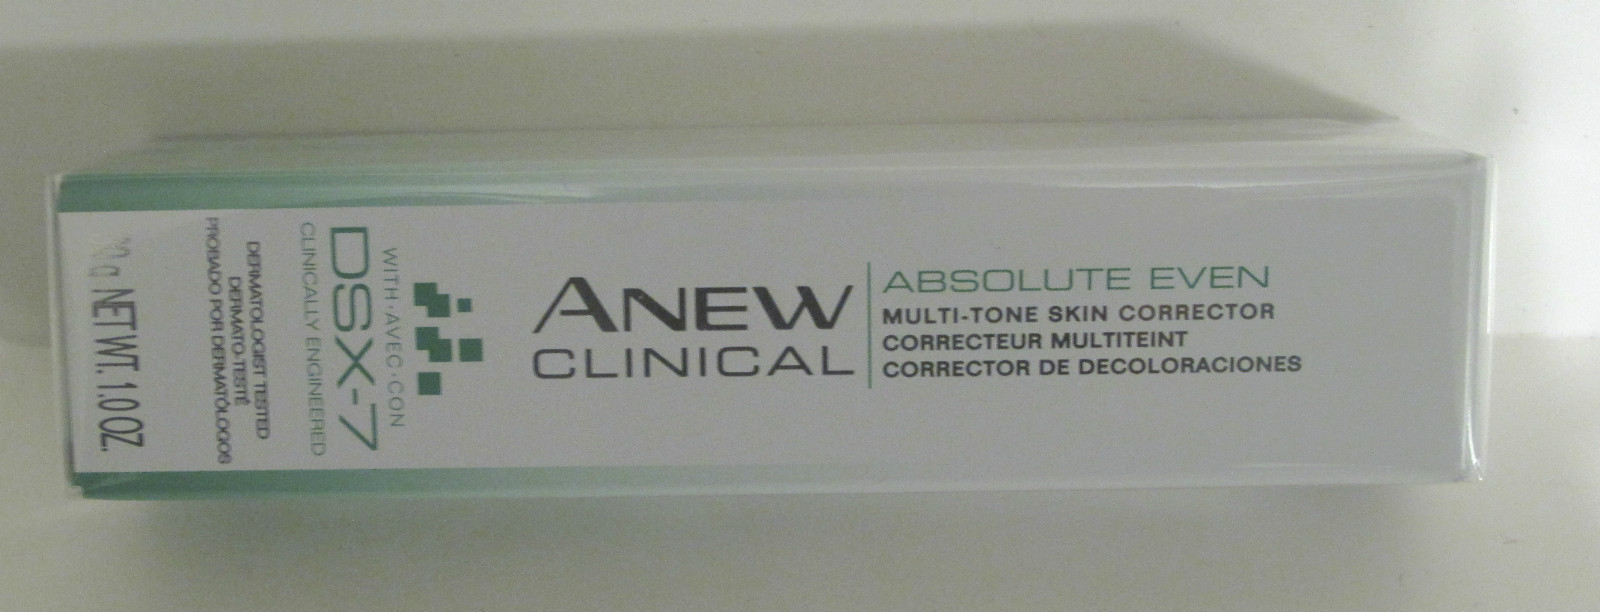 ANEW
CLINICAL
ABSOLUTE EVEN
MULTI-TONE SKIN CORRECTOR
CORRECTEUR MULTITEINT
CORRECTOR DE DECOLORACIONES
WITH·AVEC·CON
DSX-7
CLINICALLY ENGINEERED
DERMATOLOGIST TESTED
DERMATO-TESTÉ
PROBADO POR DERMATÓLOGOS
30 g NET WT. 1.0 OZ.